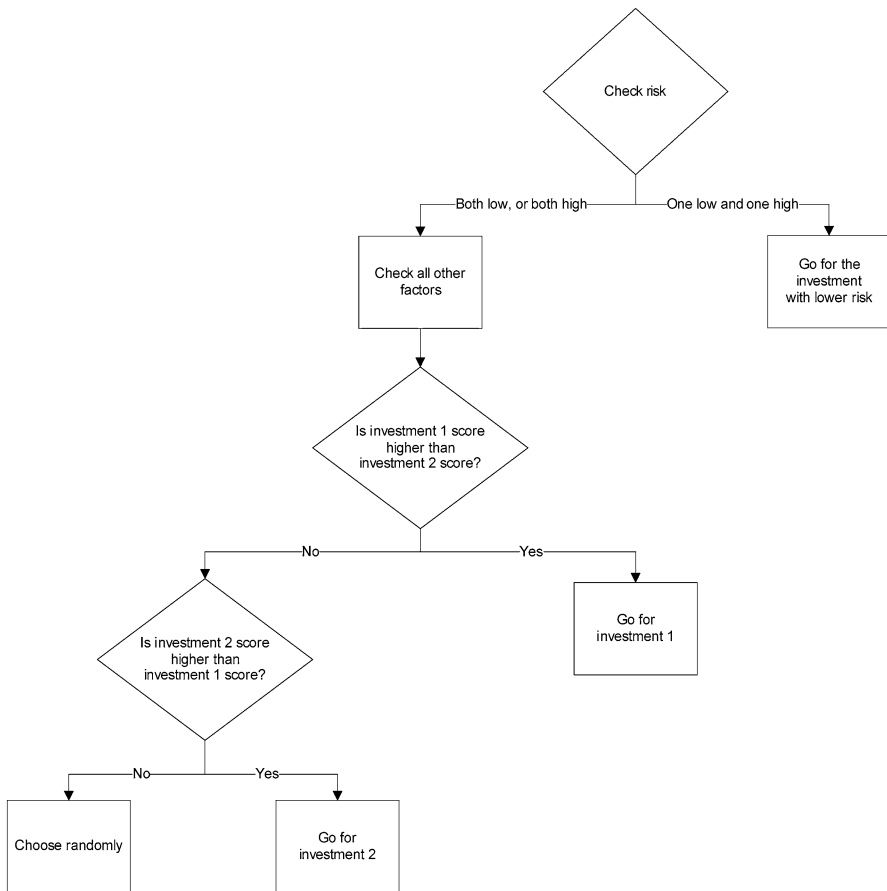 Check risk
Both low, or both high
One low and one high
Check all other
factors
Go for the
investment
with lower risk
Is investment 1 score
higher than
investment 2 score?
No
Yes
Is investment 2 score
higher than
investment 1 score?
Go for
investment 1
No
Yes
Choose randomly
Go for
investment 2